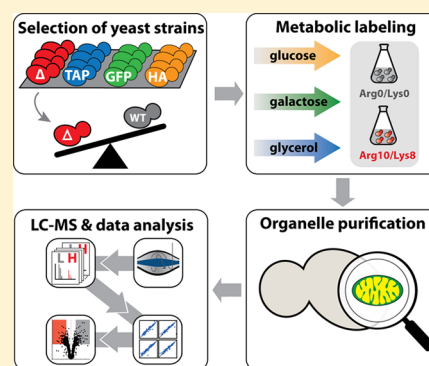 Selection of yeast strains
Δ TAP GFP HA
Δ WT
Metabolic labeling
glucose
galactose
glycerol
Arg0/Lys0
Arg10/Lys8
LC-MS & data analysis
L H
Organelle purification